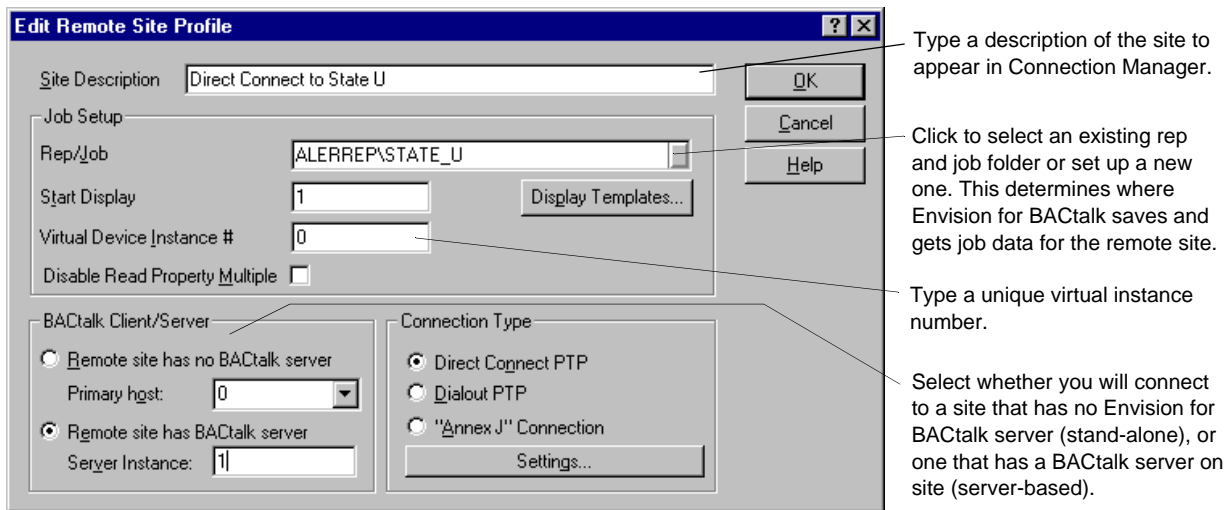 Edit Remote Site Profile
Site Description Direct Connect to State U
OK
Cancel
Help
Job Setup
Rep/Job ALERREP\STATE_U
Start Display 1 Display Templates...
Virtual Device Instance # 0
Disable Read Property Multiple
BACtalk Client/Server
Remote site has no BACtalk server
Primary host: 0
Remote site has BACtalk server
Server Instance: 1
Connection Type
Direct Connect PTP
Dialout PTP
"Annex J" Connection
Settings...
Type a description of the site to
appear in Connection Manager.
Click to select an existing rep
and job folder or set up a new
one. This determines where
Envision for BACtalk saves and
gets job data for the remote site.
Type a unique virtual instance
number.
Select whether you will connect
to a site that has no Envision for
BACtalk server (stand-alone), or
one that has a BACtalk server on
site (server-based).